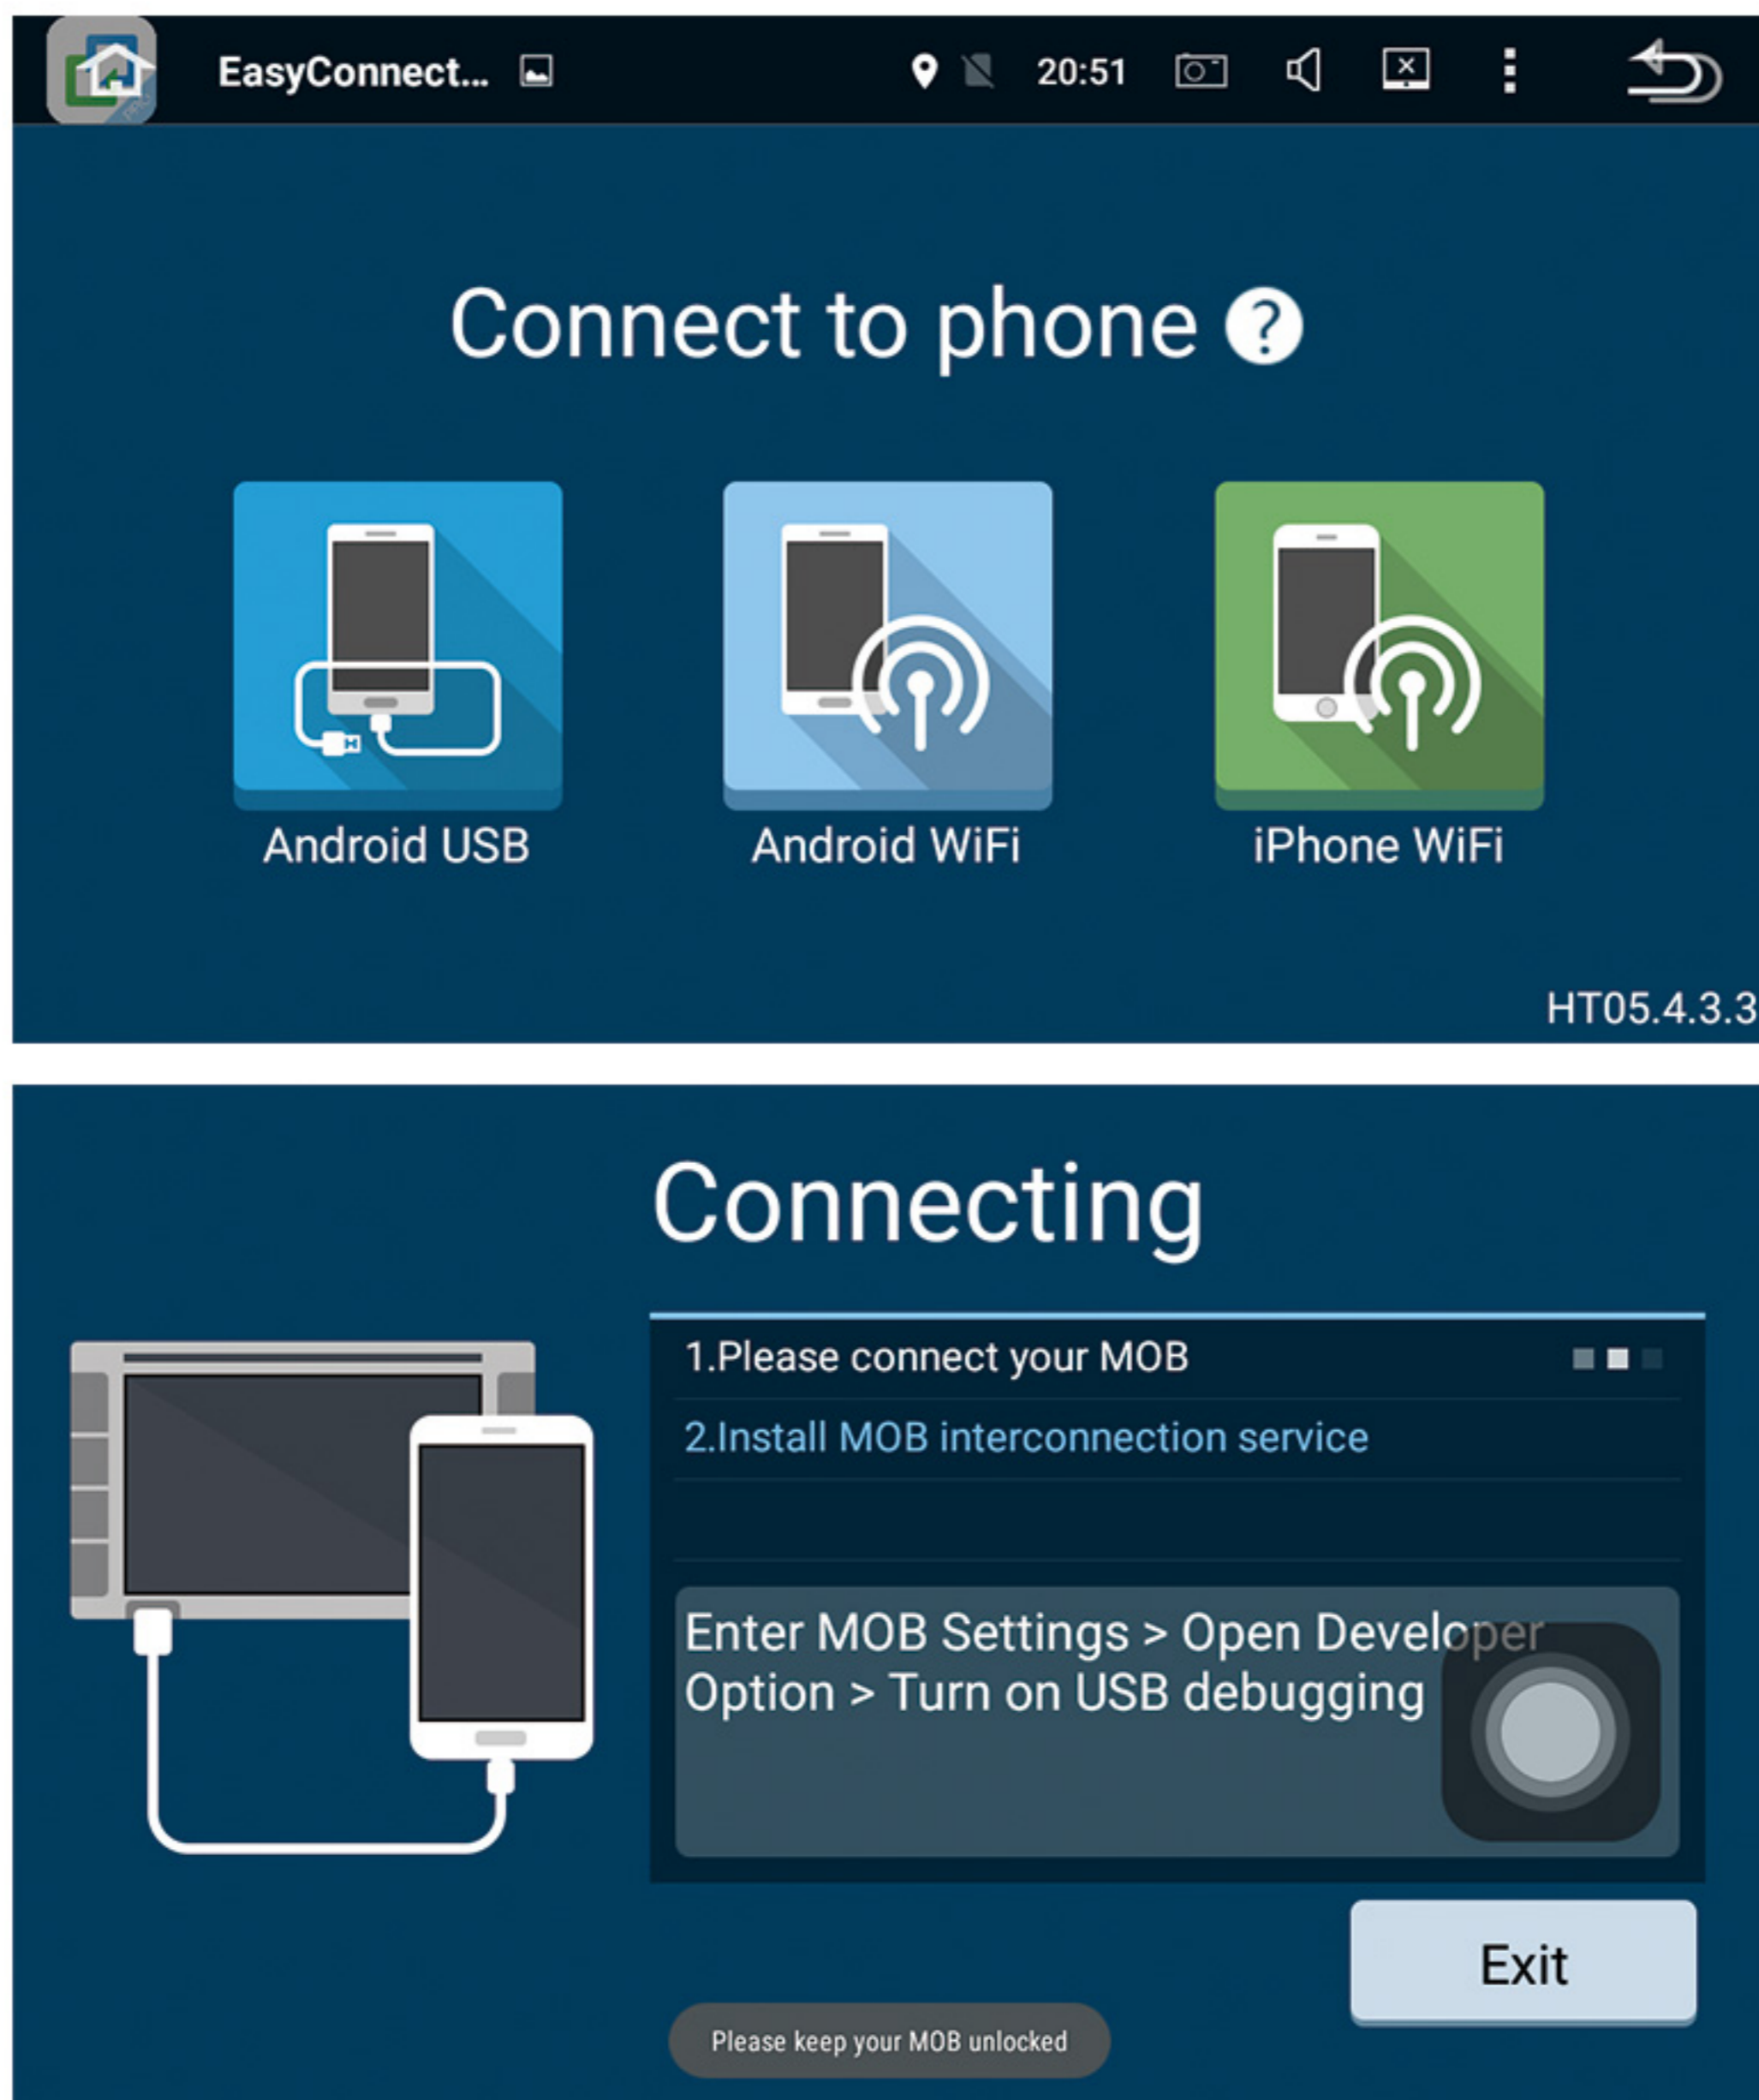 EasyConnect...
20:51
Connect to phone ?
Android USB
Android WiFi
iPhone WiFi
HT05.4.3.3
Connecting
1.Please connect your MOB
2.Install MOB interconnection service
Enter MOB Settings > Open Developer
Option > Turn on USB debugging
Exit
Please keep your MOB unlocked